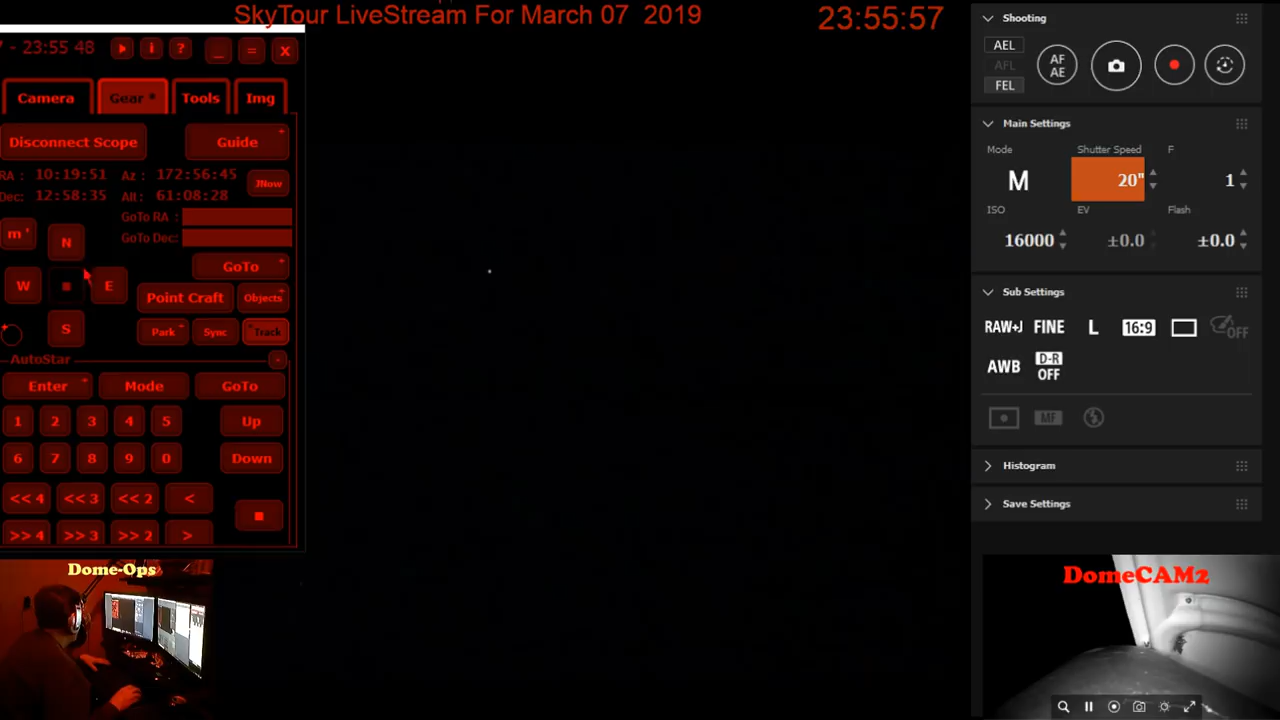 SkyTour LiveStream For March 07 2019
23:55:57
- 23:55 48
i ? _ = x
Camera Gear * Tools Img
Disconnect Scope Guide
RA : 10:19:51 Az : 172:56:45
Dec: 12:58:35 Alt : 61:08:28
JNow
GoTo RA :
GoTo Dec:
m '
N
W E
S
GoTo
Point Craft Objects
Park Sync Track
AutoStar
Enter Mode GoTo
1 2 3 4 5 Up
6 7 8 9 0 Down
<< 4 << 3 << 2 <
>> 4 >> 3 >> 2 >
Dome-Ops
Shooting
AEL
AFL
FEL
AF
AE
Main Settings
Mode Shutter Speed F
M 20" 1
ISO EV Flash
16000 ±0.0 ±0.0
Sub Settings
RAW+J FINE L 16:9 OFF
AWB D-R
OFF
MF
Histogram
Save Settings
DomeCAM2